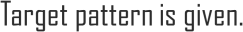 Target pattern is given.